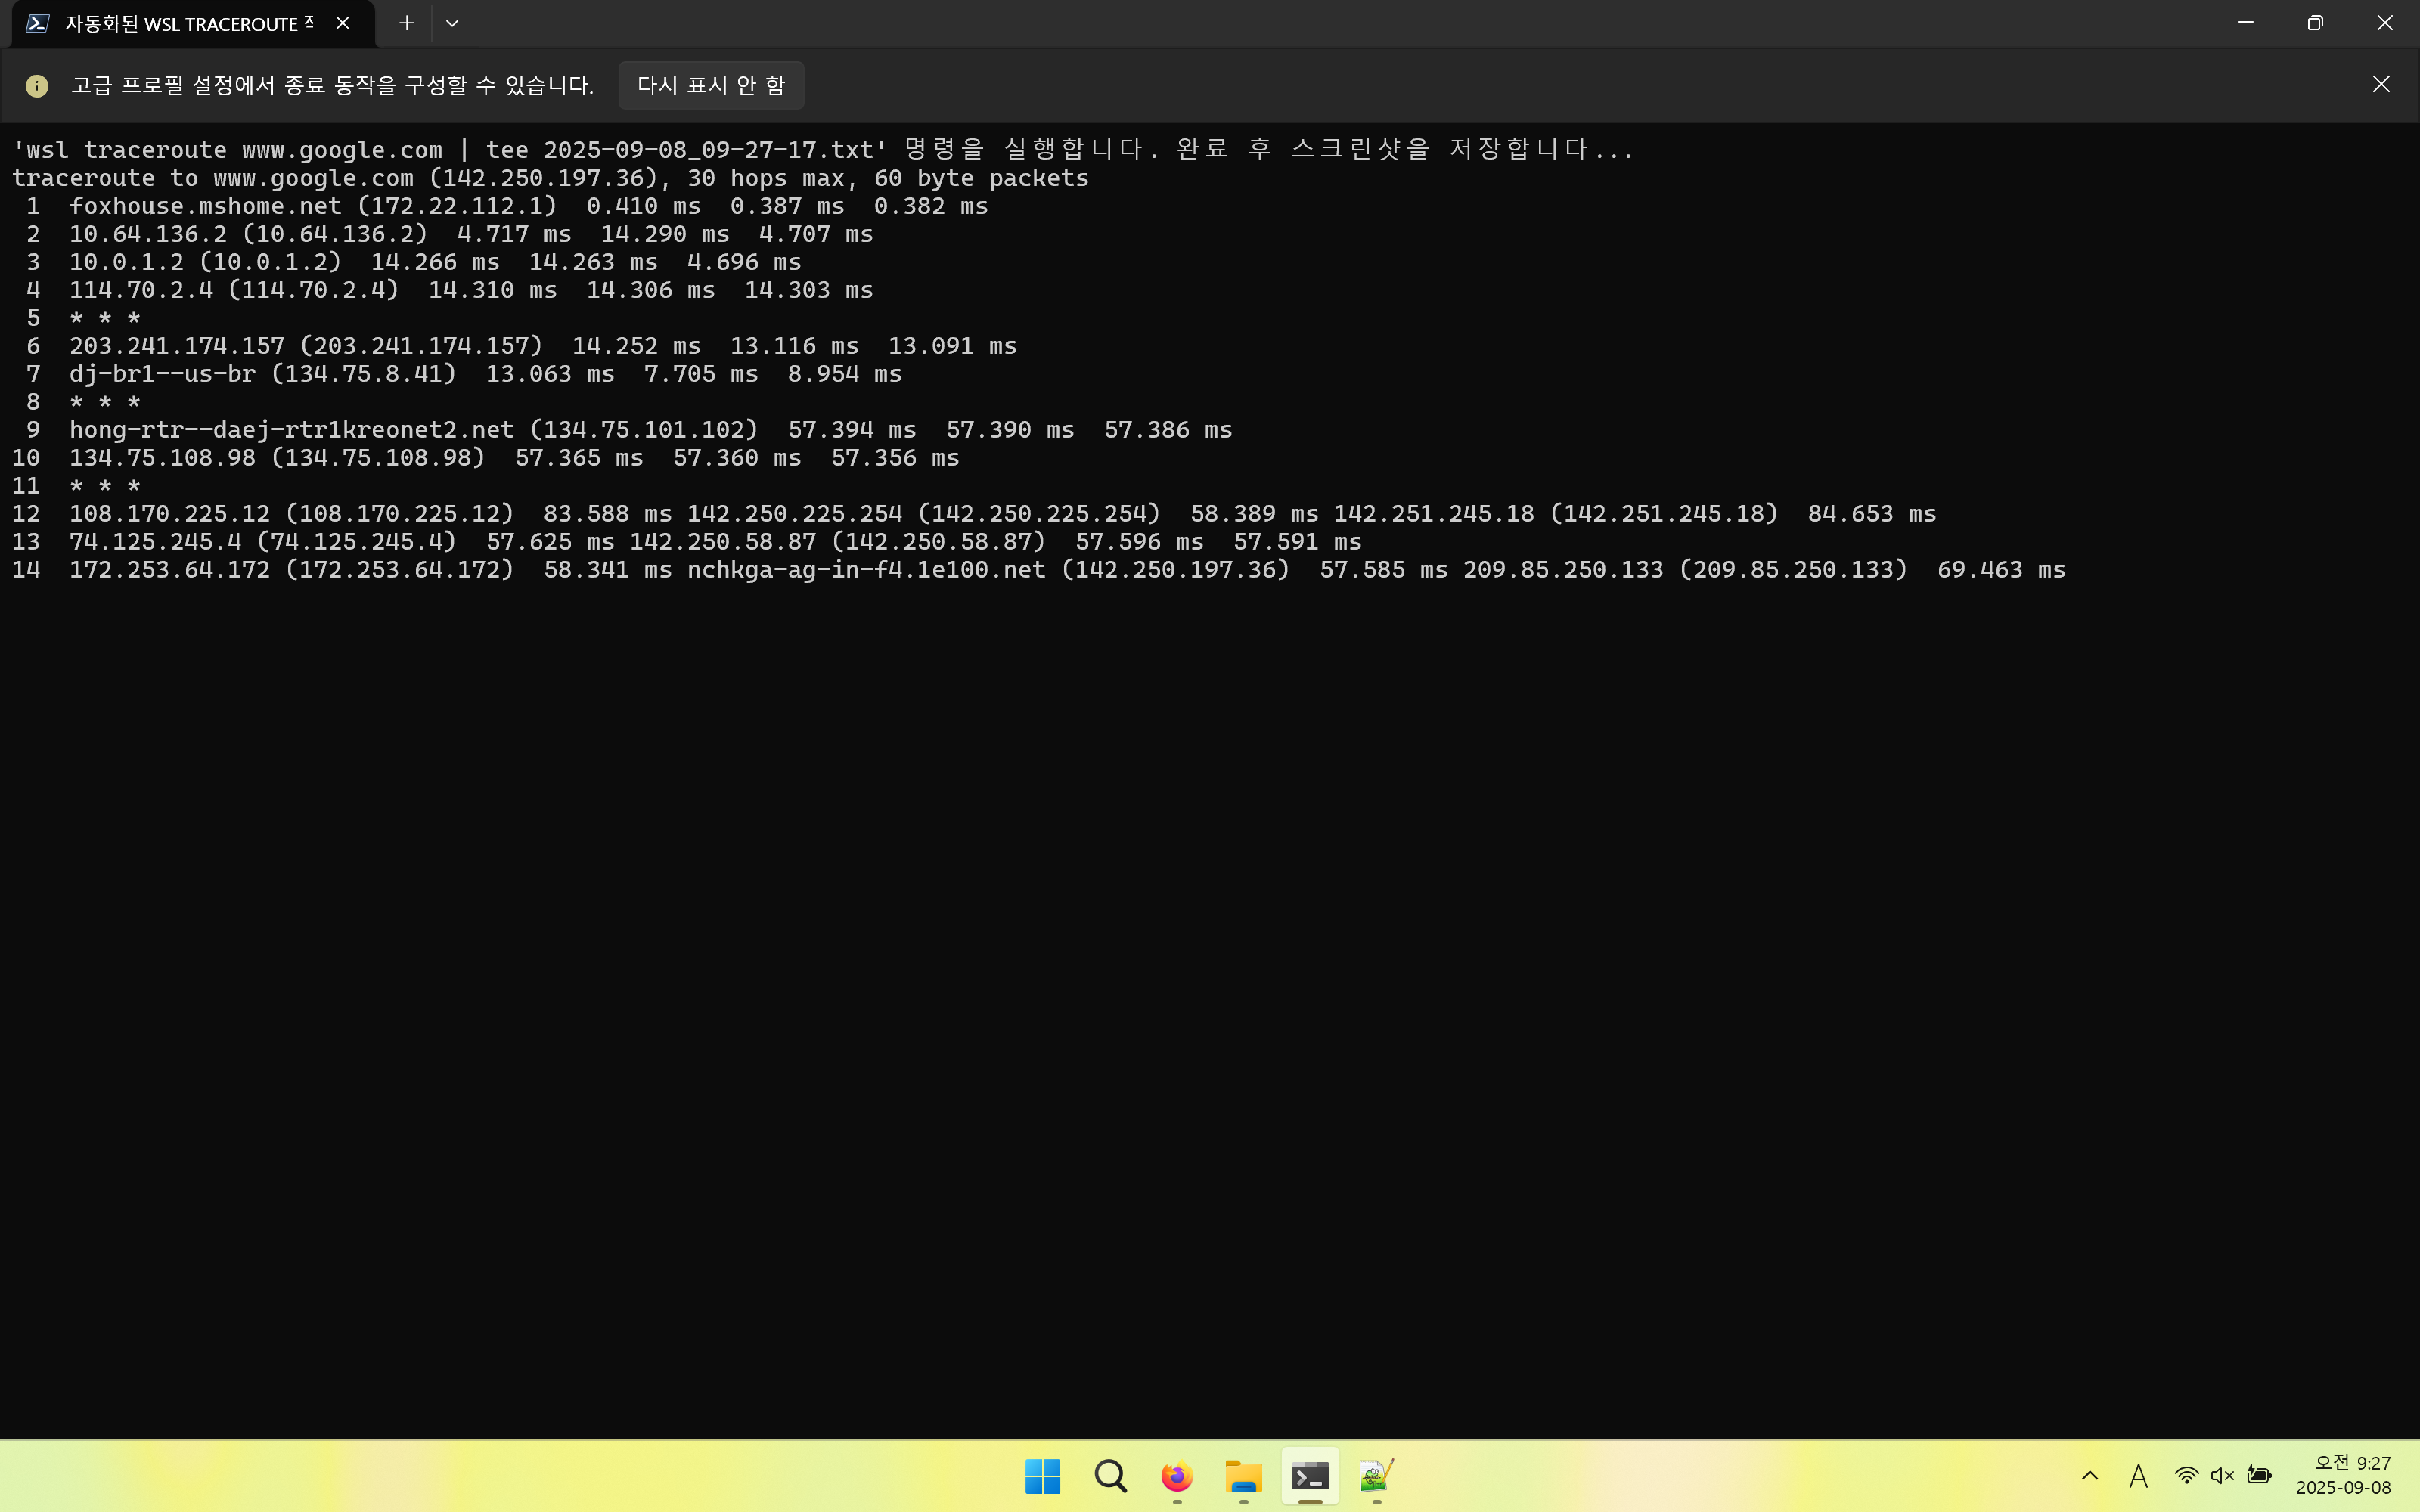 자동화된 WSL TRACEROUTE
고급 프로필 설정에서 종료 동작을 구성할 수 있습니다. 다시 표시 안 함
'wsl traceroute www.google.com | tee 2025-09-08_09-27-17.txt' 명령을 실행합니다. 완료 후 스크린샷을 저장합니다...
traceroute to www.google.com (142.250.197.36), 30 hops max, 60 byte packets
 1  foxhouse.mshome.net (172.22.112.1)  0.410 ms  0.387 ms  0.382 ms
 2  10.64.136.2 (10.64.136.2)  4.717 ms  14.290 ms  4.707 ms
 3  10.0.1.2 (10.0.1.2)  14.266 ms  14.263 ms  4.696 ms
 4  114.70.2.4 (114.70.2.4)  14.310 ms  14.306 ms  14.303 ms
 5  * * *
 6  203.241.174.157 (203.241.174.157)  14.252 ms  13.116 ms  13.091 ms
 7  dj-br1--us-br (134.75.8.41)  13.063 ms  7.705 ms  8.954 ms
 8  * * *
 9  hong-rtr--daej-rtr1kreonet2.net (134.75.101.102)  57.394 ms  57.390 ms  57.386 ms
10  134.75.108.98 (134.75.108.98)  57.365 ms  57.360 ms  57.356 ms
11  * * *
12  108.170.225.12 (108.170.225.12)  83.588 ms 142.250.225.254 (142.250.225.254)  58.389 ms 142.251.245.18 (142.251.245.18)  84.653 ms
13  74.125.245.4 (74.125.245.4)  57.625 ms 142.250.58.87 (142.250.58.87)  57.596 ms  57.591 ms
14  172.253.64.172 (172.253.64.172)  58.341 ms nchkga-ag-in-f4.1e100.net (142.250.197.36)  57.585 ms 209.85.250.133 (209.85.250.133)  69.463 ms
A
오전 9:27
2025-09-08